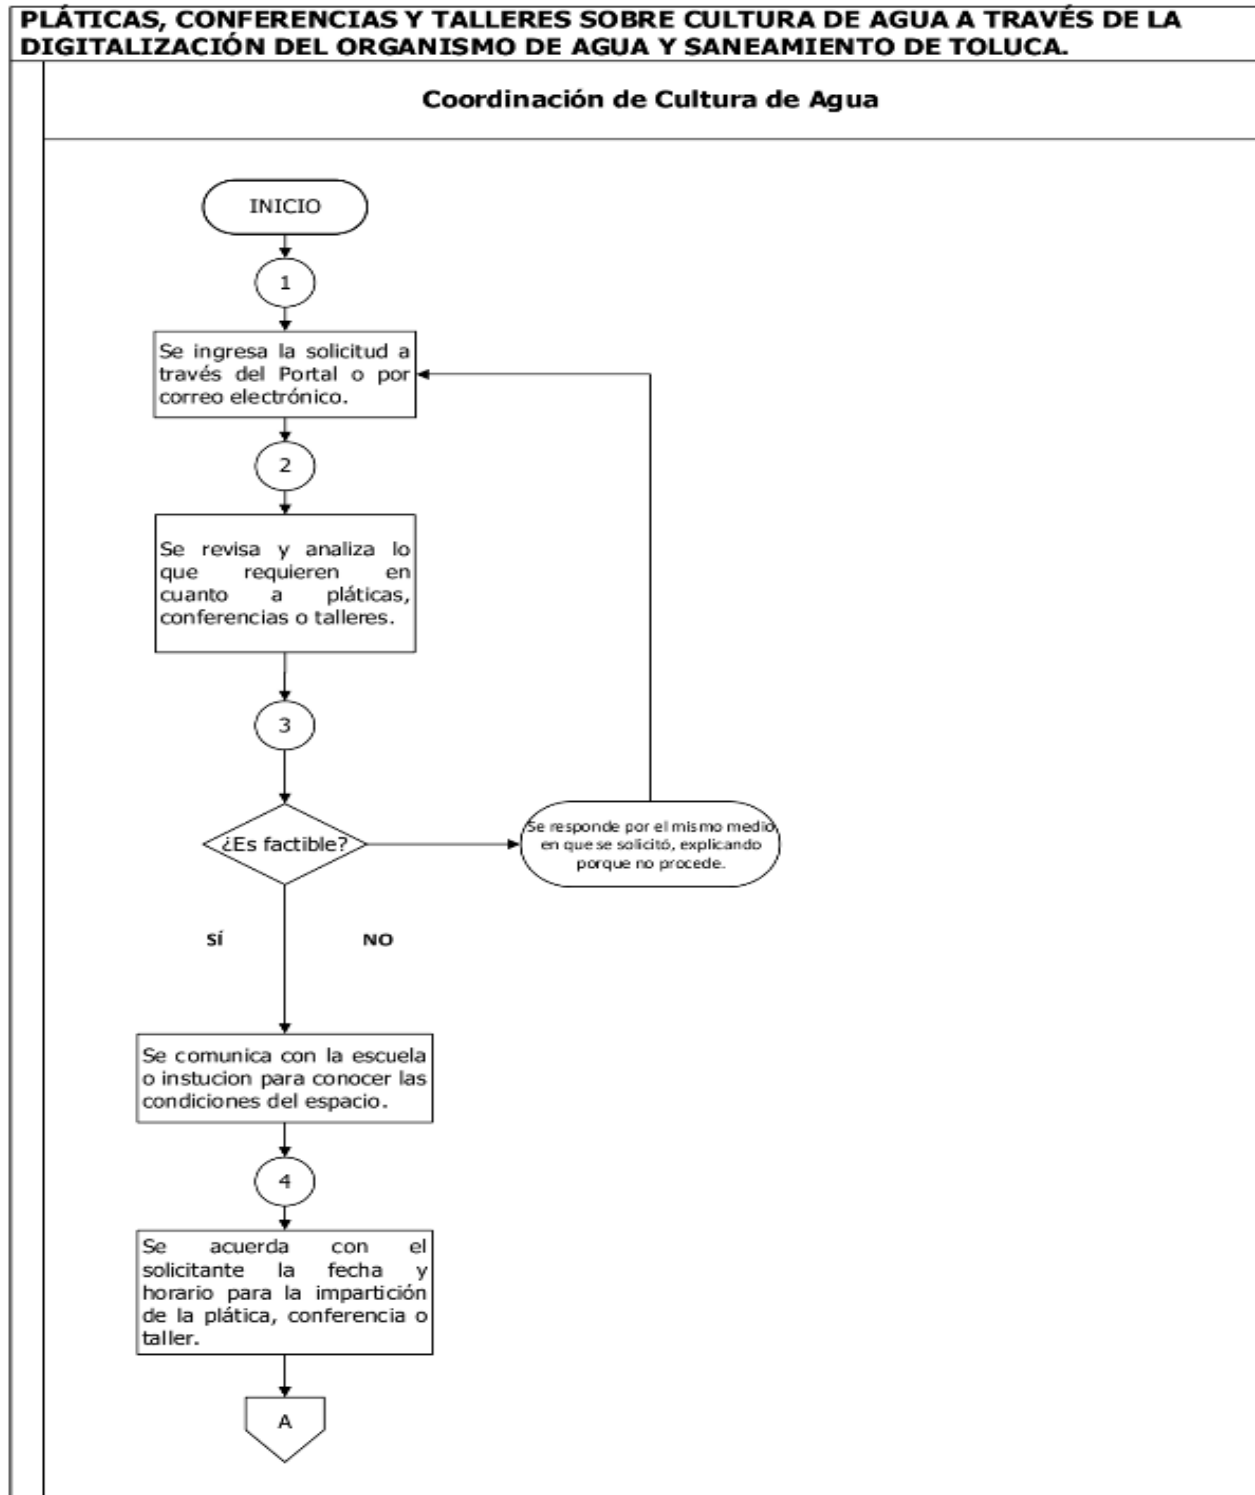 PLÁTICAS, CONFERENCIAS Y TALLERES SOBRE CULTURA DE AGUA A TRAVÉS DE LA
DIGITALIZACIÓN DEL ORGANISMO DE AGUA Y SANEAMIENTO DE TOLUCA.
Coordinación de Cultura de Agua
INICIO
1
Se ingresa la solicitud a
través del Portal o por
correo electrónico.
2
Se revisa y analiza lo
que requieren en
cuanto a pláticas,
conferencias o talleres.
3
¿Es factible?
Se responde por el mismo medio
en que se solicitó, explicando
porque no procede.
SÍ
NO
Se comunica con la escuela
o instucion para conocer las
condiciones del espacio.
4
Se acuerda con el
solicitante la fecha y
horario para la impartición
de la plática, conferencia o
taller.
A